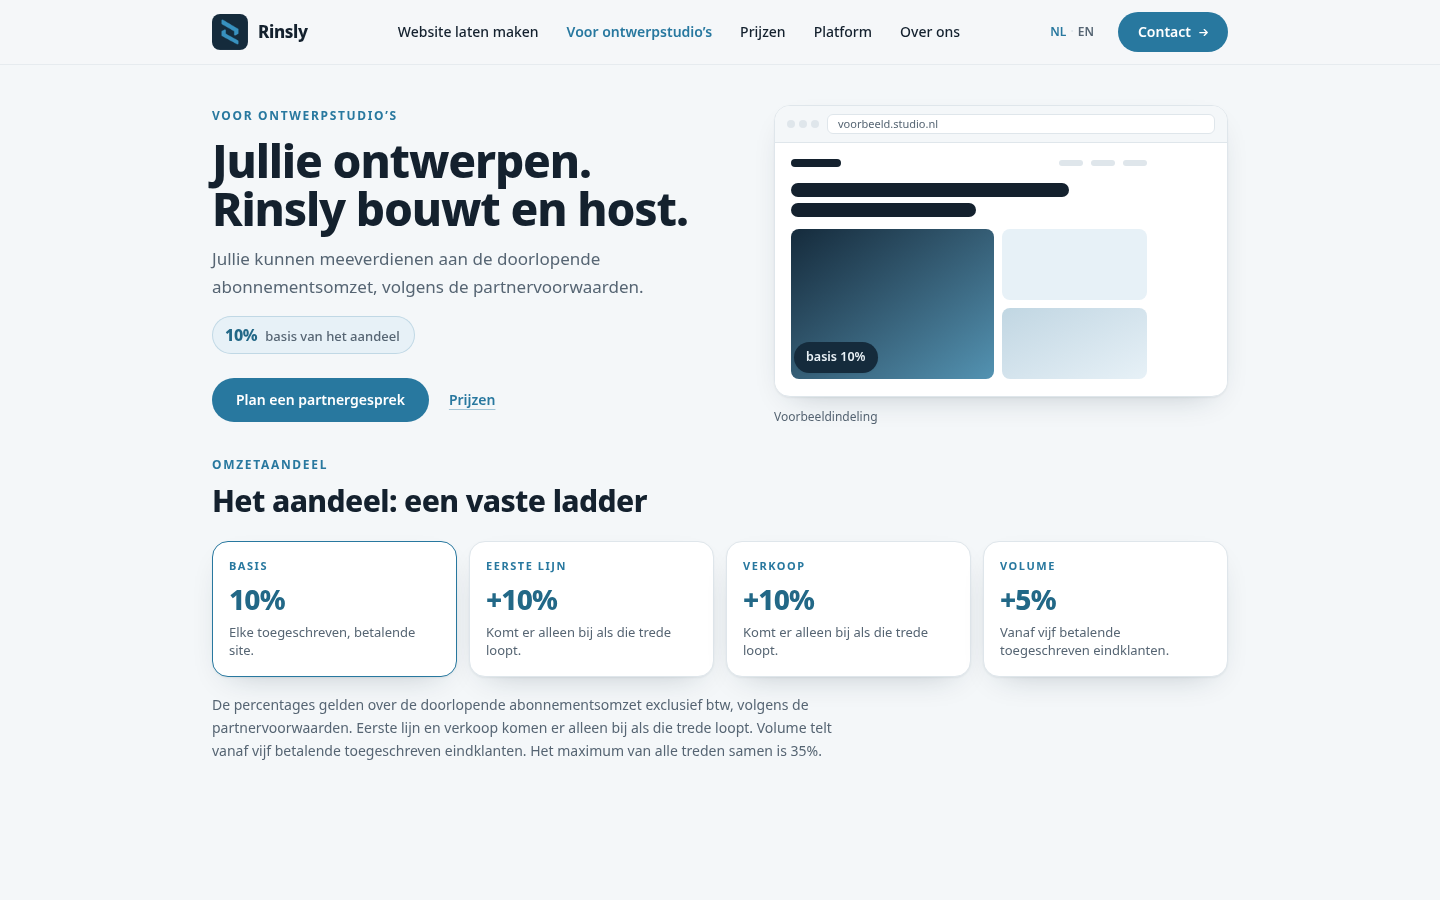 Rinsly
Website laten maken
Voor ontwerpstudio’s
Prijzen
Platform
Over ons
NL · EN
Contact →
VOOR ONTWERPSTUDIO’S
Jullie ontwerpen.
Rinsly bouwt en host.
Jullie kunnen meeverdienen aan de doorlopende
abonnementsomzet, volgens de partnervoorwaarden.
10% basis van het aandeel
Plan een partnergesprek
Prijzen
voorbeeld.studio.nl
basis 10%
Voorbeeldindeling
OMZETAANDEEL
Het aandeel: een vaste ladder
BASIS
10%
Elke toegeschreven, betalende
site.
EERSTE LIJN
+10%
Komt er alleen bij als die trede
loopt.
VERKOOP
+10%
Komt er alleen bij als die trede
loopt.
VOLUME
+5%
Vanaf vijf betalende
toegeschreven eindklanten.
De percentages gelden over de doorlopende abonnementsomzet exclusief btw, volgens de
partnervoorwaarden. Eerste lijn en verkoop komen er alleen bij als die trede loopt. Volume telt
vanaf vijf betalende toegeschreven eindklanten. Het maximum van alle treden samen is 35%.